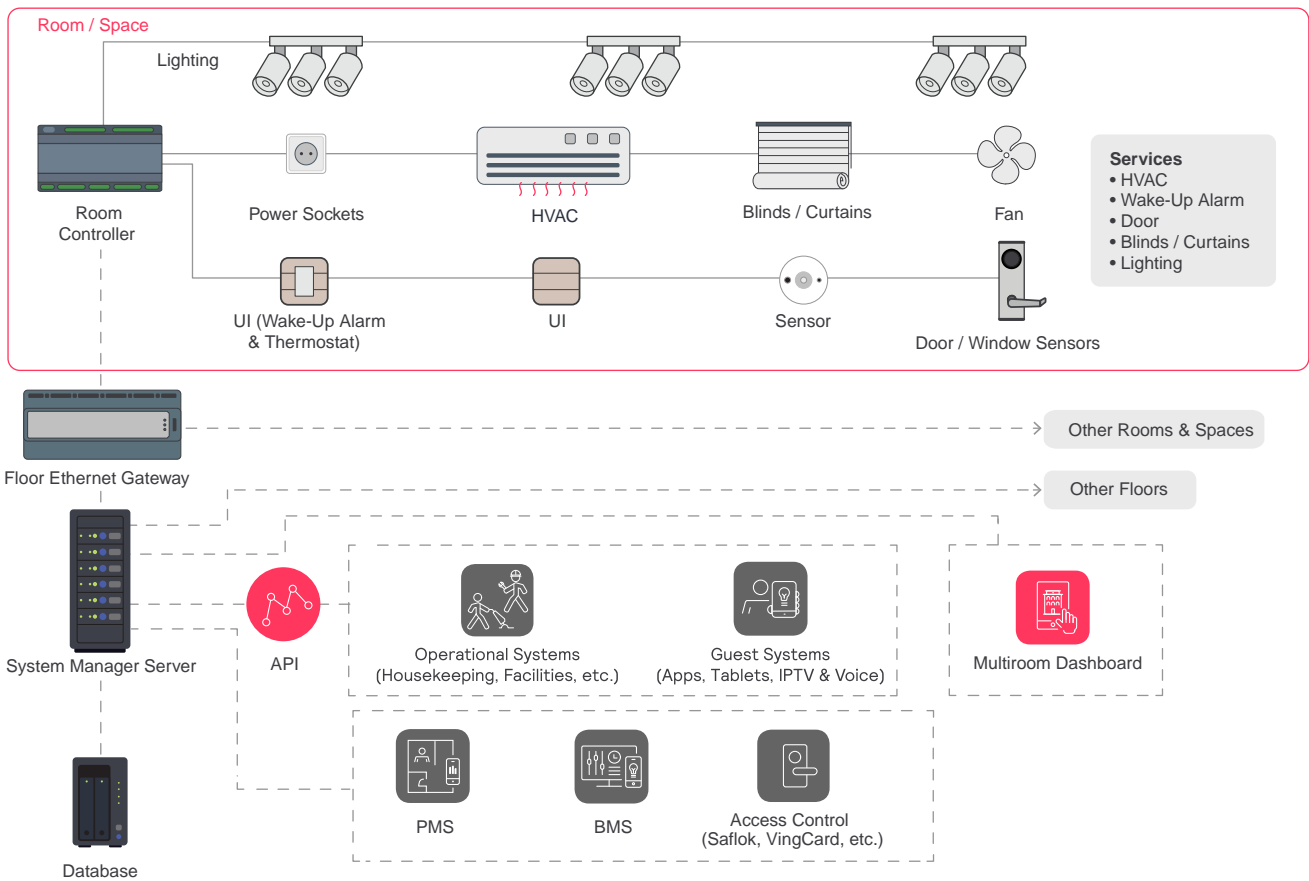 Room / Space
Lighting
Room
Controller
Power Sockets
HVAC
Blinds / Curtains
Fan
Services
• HVAC
• Wake-Up Alarm
• Door
• Blinds / Curtains
• Lighting
UI (Wake-Up Alarm
& Thermostat)
UI
Sensor
Door / Window Sensors
Floor Ethernet Gateway
Other Rooms & Spaces
Other Floors
System Manager Server
API
Operational Systems
(Housekeeping, Facilities, etc.)
Guest Systems
(Apps, Tablets, IPTV & Voice)
Multiroom Dashboard
PMS
BMS
Access Control
(Saflok, VingCard, etc.)
Database